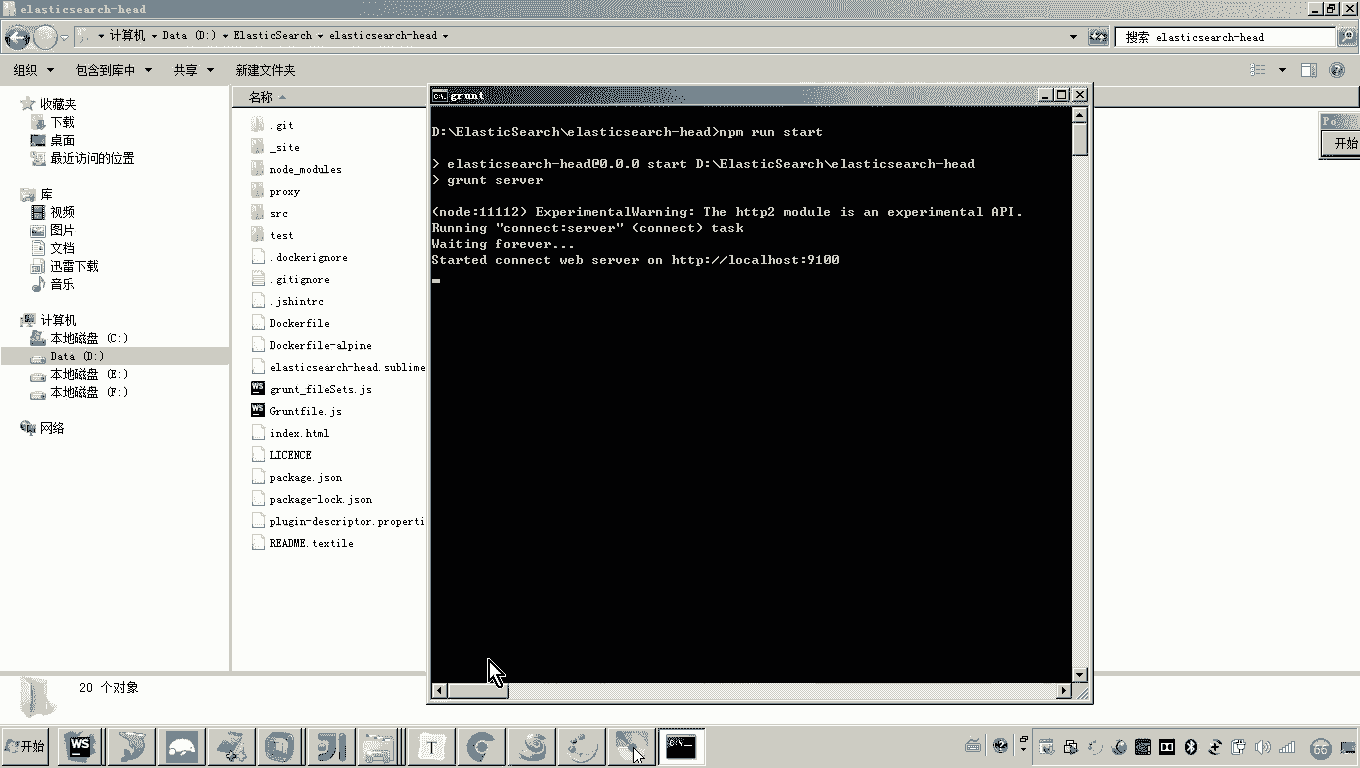 elasticsearch-head
计算机 Data (D:) ElasticSearch elasticsearch-head
搜索 elasticsearch-head
组织 包含到库中 共享 新建文件夹
收藏夹
下载
桌面
最近访问的位置
库
视频
图片
文档
迅雷下载
音乐
计算机
本地磁盘 (C:)
Data (D:)
本地磁盘 (E:)
本地磁盘 (F:)
网络
名称
.git
_site
node_modules
proxy
src
test
.dockerignore
.gitignore
.jshintrc
Dockerfile
Dockerfile-alpine
elasticsearch-head.sublime
grunt_fileSets.js
Gruntfile.js
index.html
LICENCE
package.json
package-lock.json
plugin-descriptor.properti
README.textile
grunt
D:\ElasticSearch\elasticsearch-head>npm run start
> elasticsearch-head@0.0.0 start D:\ElasticSearch\elasticsearch-head
> grunt server
(node:11112) ExperimentalWarning: The http2 module is an experimental API.
Running "connect:server" (connect) task
Waiting forever...
Started connect web server on http://localhost:9100
Po
开始
20 个对象
开始
WS
T
66